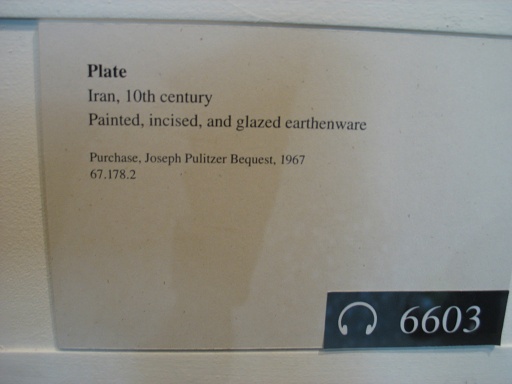 Plate
Iran, 10th century
Painted, incised, and glazed earthenware
Purchase, Joseph Pulitzer Bequest, 1967
67.178.2
6603